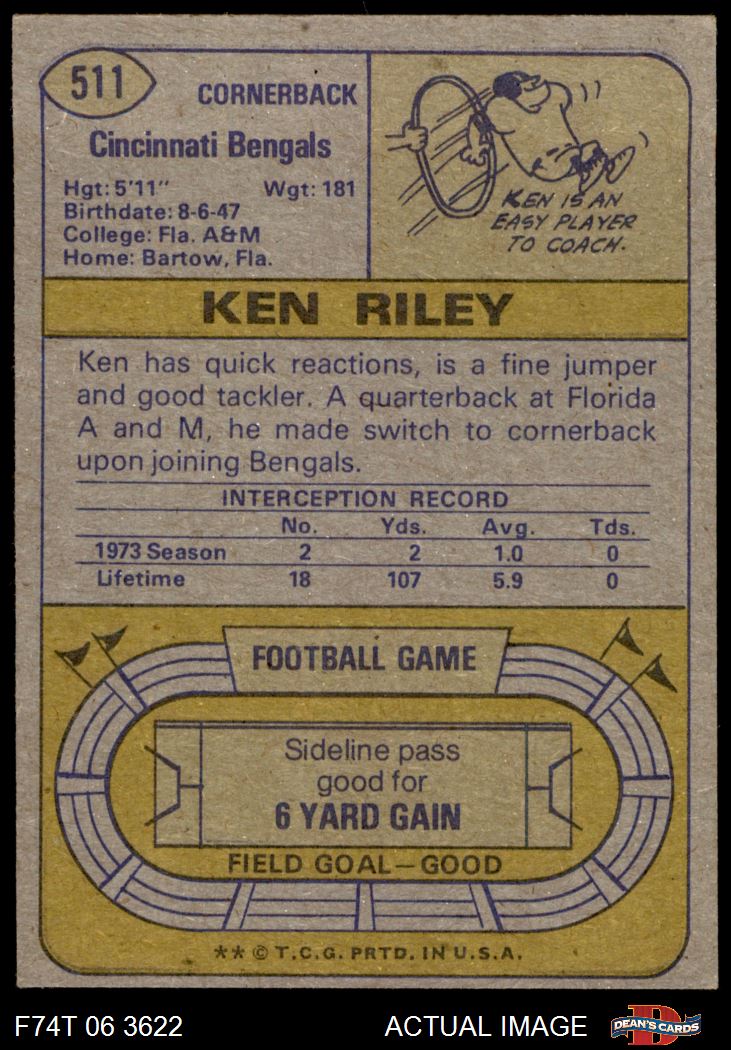 511
CORNERBACK
Cincinnati Bengals
Hgt: 5'11" Wgt: 181
Birthdate: 8-6-47
College: Fla. A&M
Home: Bartow, Fla.
KEN IS AN
EASY PLAYER
TO COACH.
KEN RILEY
Ken has quick reactions, is a fine jumper
and good tackler. A quarterback at Florida
A and M, he made switch to cornerback
upon joining Bengals.
INTERCEPTION RECORD
No. Yds. Avg. Tds.
1973 Season 2 2 1.0 0
Lifetime 18 107 5.9 0
FOOTBALL GAME
Sideline pass
good for
6 YARD GAIN
FIELD GOAL—GOOD
** © T.C.G. PRTD. IN U.S.A.
F74T 06 3622 ACTUAL IMAGE D DEAN'S CARDS